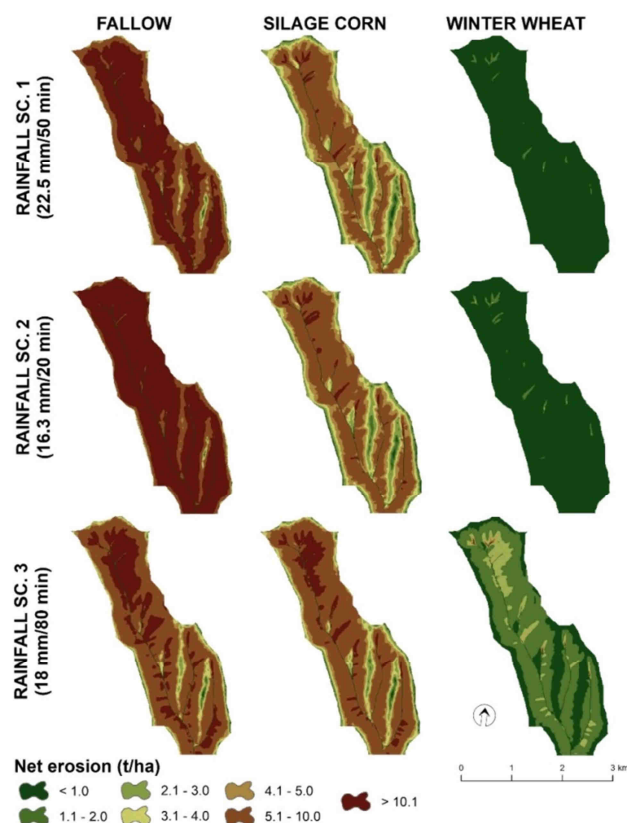 FALLOW SILAGE CORN WINTER WHEAT
RAINFALL SC. 1
(22.5 mm/50 min)
RAINFALL SC. 2
(16.3 mm/20 min)
RAINFALL SC. 3
(18 mm/80 min)
Net erosion (t/ha)
< 1.0 2.1 - 3.0 4.1 - 5.0 > 10.1
1.1 - 2.0 3.1 - 4.0 5.1 - 10.0
0 1 2 3 km